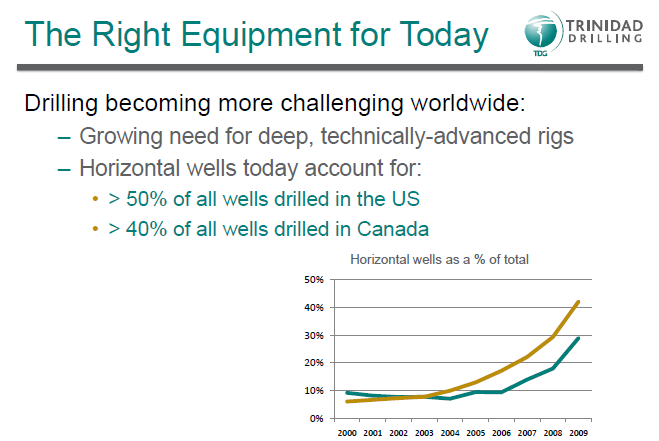 The Right Equipment for Today
TRINIDAD
DRILLING
TDG
Drilling becoming more challenging worldwide:
– Growing need for deep, technically-advanced rigs
– Horizontal wells today account for:
• > 50% of all wells drilled in the US
• > 40% of all wells drilled in Canada
Horizontal wells as a % of total
50%
40%
30%
20%
10%
0%
2000 2001 2002 2003 2004 2005 2006 2007 2008 2009